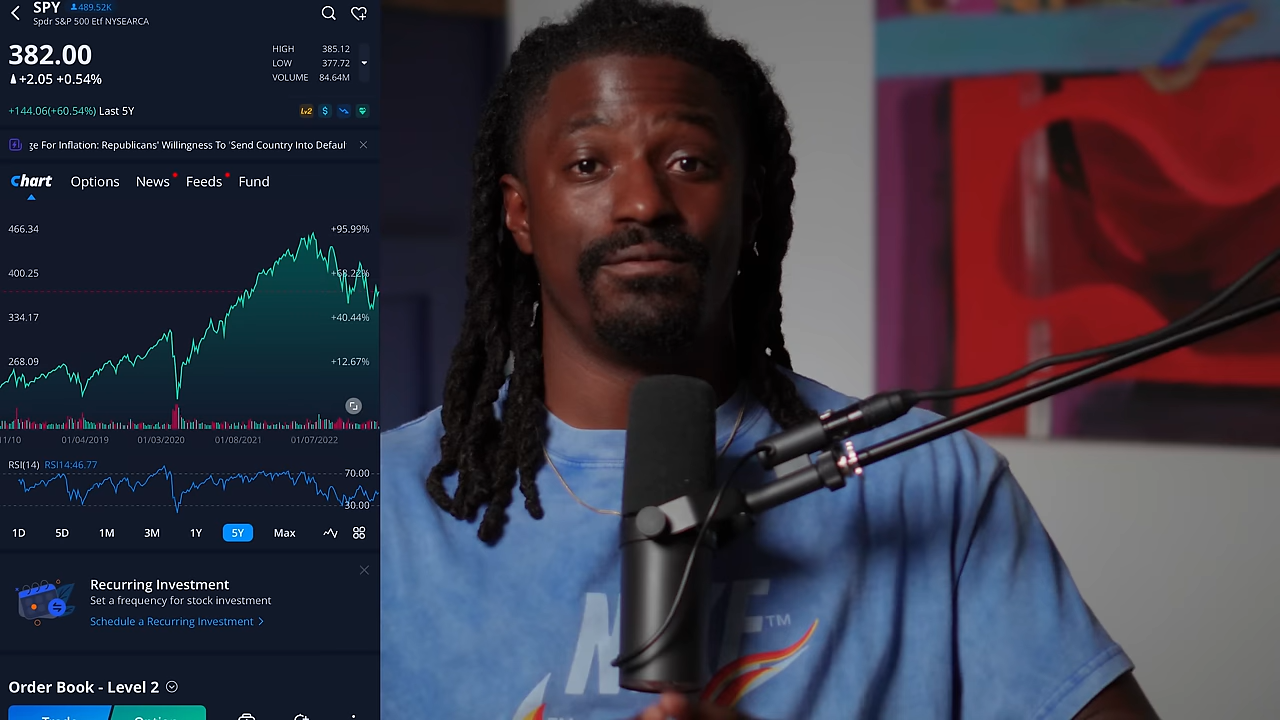 SPY 489.52K
Spdr S&P 500 Etf NYSEARCA
382.00
+2.05 +0.54%
HIGH 385.12
LOW 377.72
VOLUME 84.64M
+144.06(+60.54%) Last 5Y
Lv2 $
ge For Inflation: Republicans' Willingness To 'Send Country Into Defaul
Chart Options News Feeds Fund
466.34 +95.99%
400.25
334.17 +40.44%
268.09 +12.67%
11/10 01/04/2019 01/03/2020 01/08/2021 01/07/2022
RSI(14) RSI14:46.77
70.00
30.00
1D 5D 1M 3M 1Y 5Y Max
Recurring Investment
Set a frequency for stock investment
Schedule a Recurring Investment >
Order Book - Level 2
TM